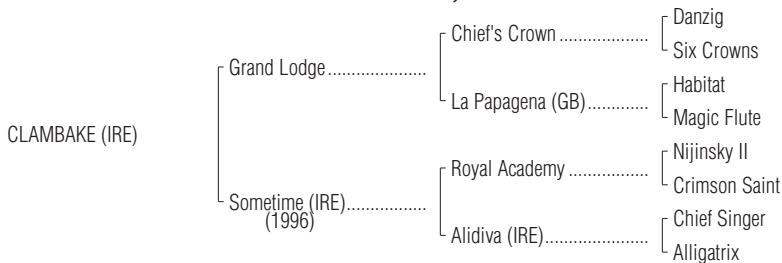 Danzig
Chief's Crown ....................
Six Crowns
Grand Lodge ......................
Habitat
La Papagena (GB) .............
Magic Flute
CLAMBAKE (IRE)
Nijinsky II
Royal Academy ..................
Crimson Saint
Sometime (IRE) .................
(1996)
Chief Singer
Alidiva (IRE) .......................
Alligatrix